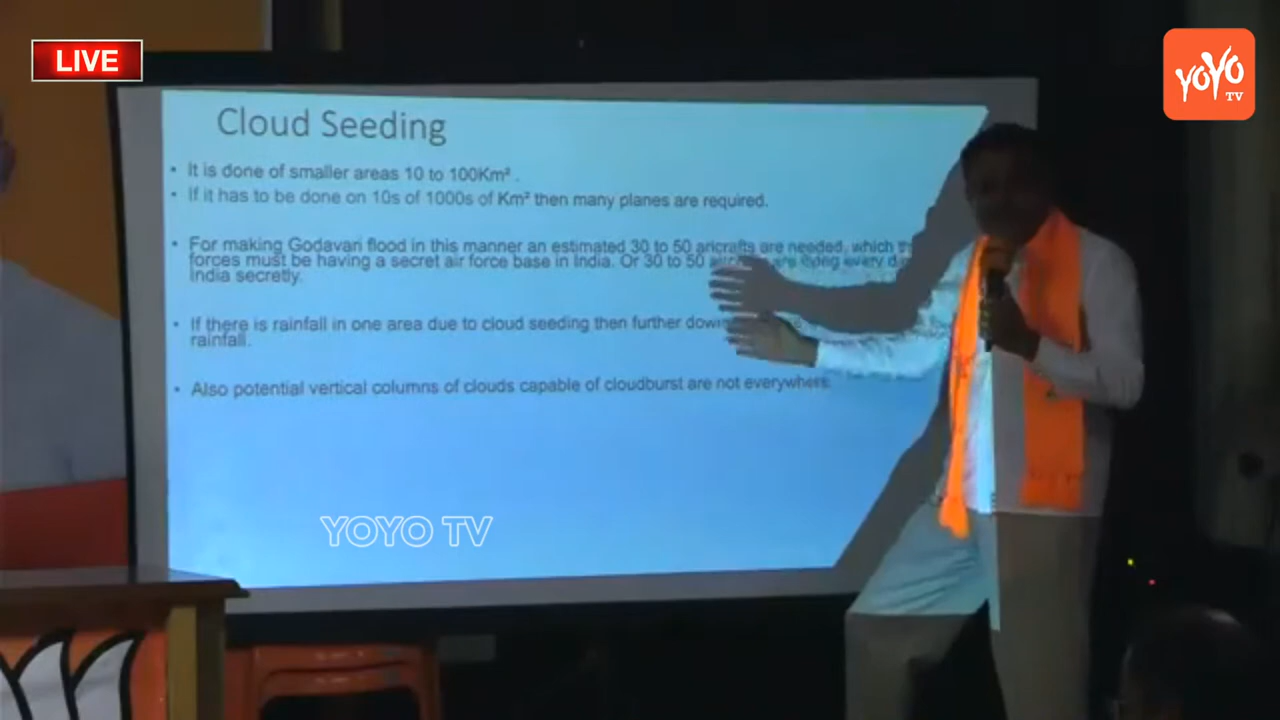 LIVE
YOYO
TV
Cloud Seeding
• It is done of smaller areas 10 to 100Km² .
• If it has to be done on 10s of 1000s of Km² then many planes are required.
• For making Godavari flood in this manner an estimated 30 to 50 aricrafts are needed, which
forces must be having a secret air force base in India. Or 30 to 50 are every
India secretly.
• If there is rainfall in one area due to cloud seeding then further
rainfall.
• Also potential vertical columns of clouds capable of cloudburst are not everywhere.
YOYO TV